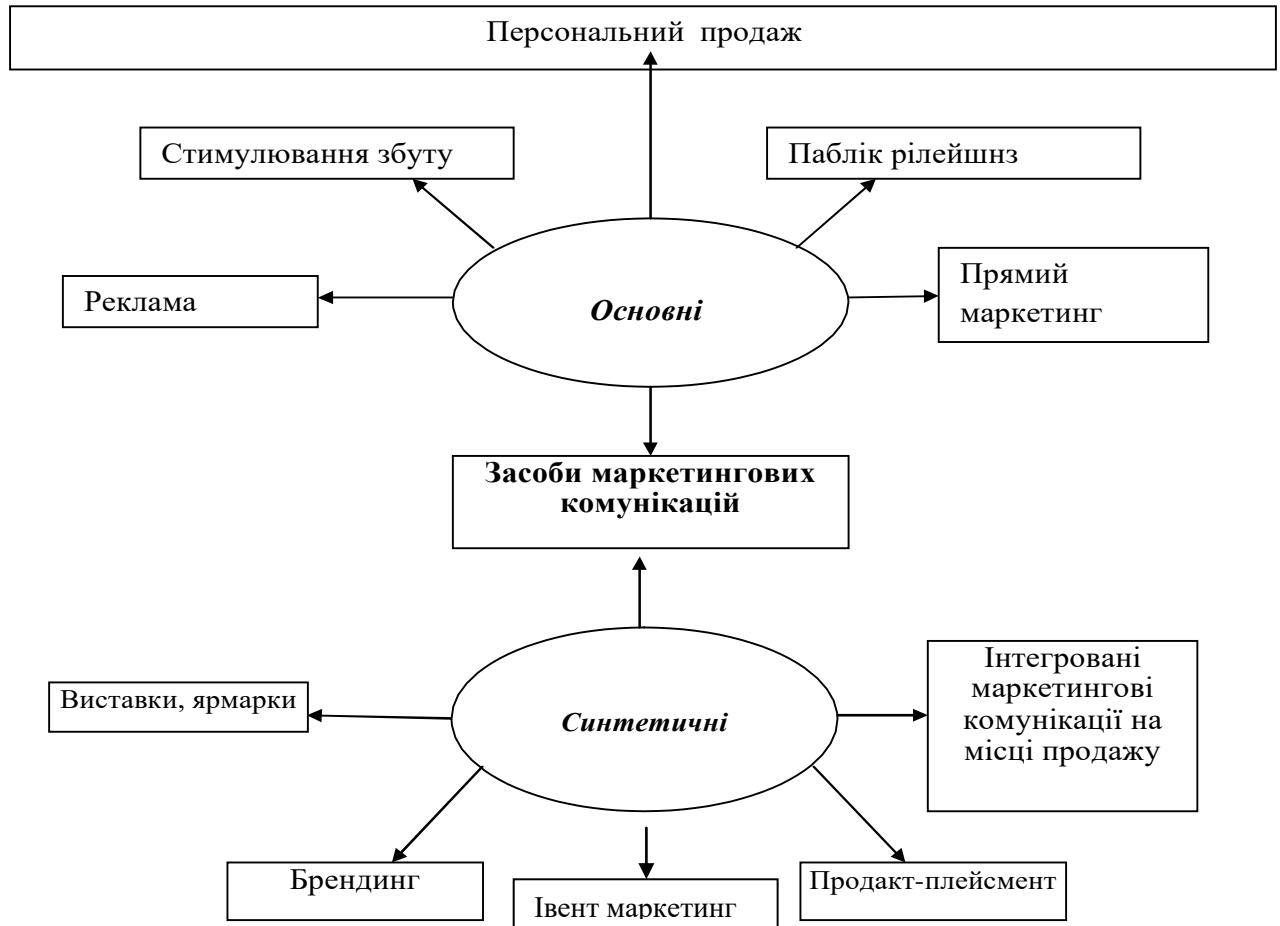 Персональний продаж
Стимулювання збуту
Паблік рілейшнз
Реклама
Основні
Прямий
маркетинг
Засоби маркетингових
комунікацій
Виставки, ярмарки
Синтетичні
Інтегровані
маркетингові
комунікації на
місці продажу
Брендинг
Івент маркетинг
Продакт-плейсмент